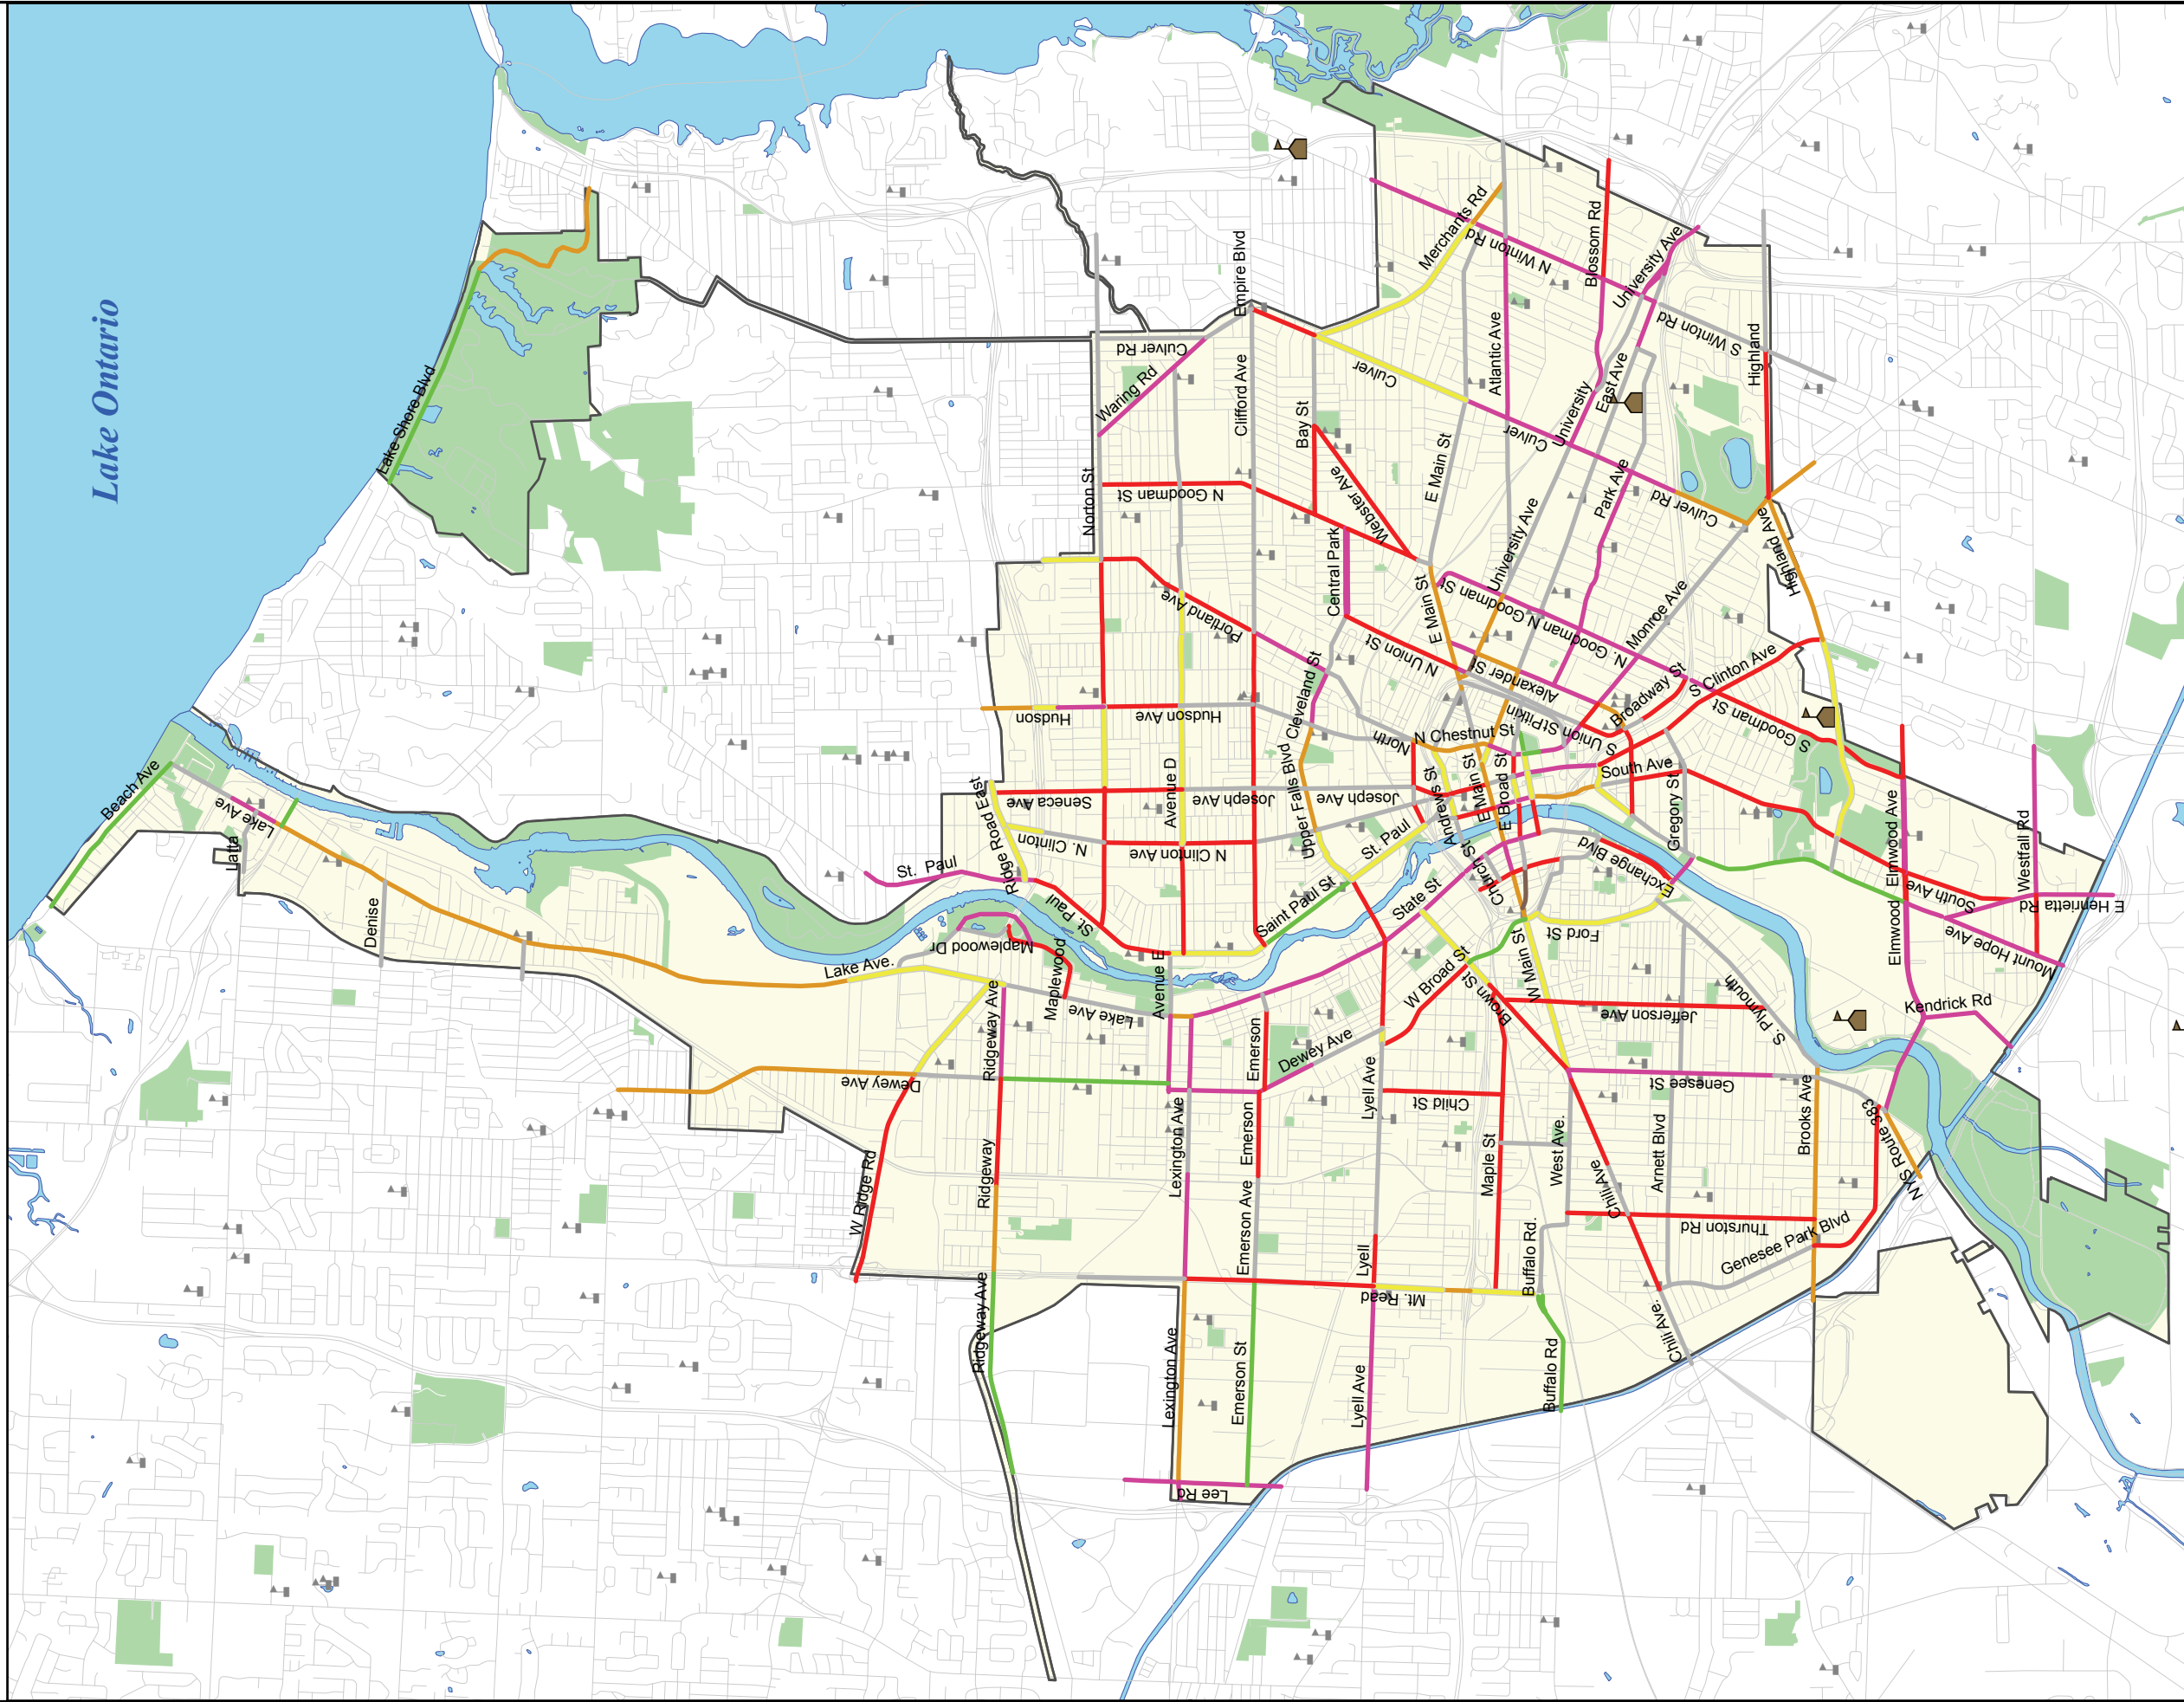 Lake Ontario
Lake Shore Blvd
Beach Ave
Lake Ave
Latta
Denise
Lake Ave.
St. Paul
Ridge Road East
Ridge Rd
St. Paul
Maplewood Dr
Maplewood
Avenue E
Lake Ave
Ridgeway Ave
Dewey Ave
W Ridge Rd
Ridgeway
Ridgeway Ave
Lexington Ave
Lexington Ave
Lee Rd
Emerson
Emerson
Emerson Ave
Emerson St
Dewey Ave
Lyell Ave
Lyell
Lyell Ave
Mt. Read
Child St
Maple St
Buffalo Rd.
Buffalo Rd
West Ave.
Chili Ave
Chili Ave.
Arnett Blvd
Thurston Rd
Genesee Park Blvd
Brooks Ave
NYS Route 383
Genesee St
Jefferson Ave
S. Plymouth
W Main St
Brown St
Brown
W Broad St
Ford St
Exchange Blvd
Church St
State St
Saint Paul St
St. Paul
Andrews St
E Main St
E Broad St
N Chestnut St
North
Upper Falls Blvd
Cleveland St
Joseph Ave
Joseph Ave
Seneca Ave
N. Clinton
N Clinton Ave
Avenue D
Hudson
Hudson Ave
Portland Ave
Norton St
N Goodman St
Waring Rd
Culver Rd
Empire Blvd
Clifford Ave
Bay St
Webster Ave
Central Park
N Union St
E Main St
E Main St
Culver
Merchants Rd
N Winton Rd
Atlantic Ave
Blossom Rd
University Ave
S Winton Rd
Highland
East Ave
University
Culver
Park Ave
Culver Rd
University Ave
N Goodman St
N. Goodman
Monroe Ave
Highland Ave
Highland
Alexander St
Pitkin St
S Union St
Broadway St
S Clinton Ave
S Goodman St
South Ave
Gregory St
Elmwood Ave
Elmwood
South Ave
Westfall Rd
E Henrietta Rd
Mount Hope Ave
Kendrick Rd